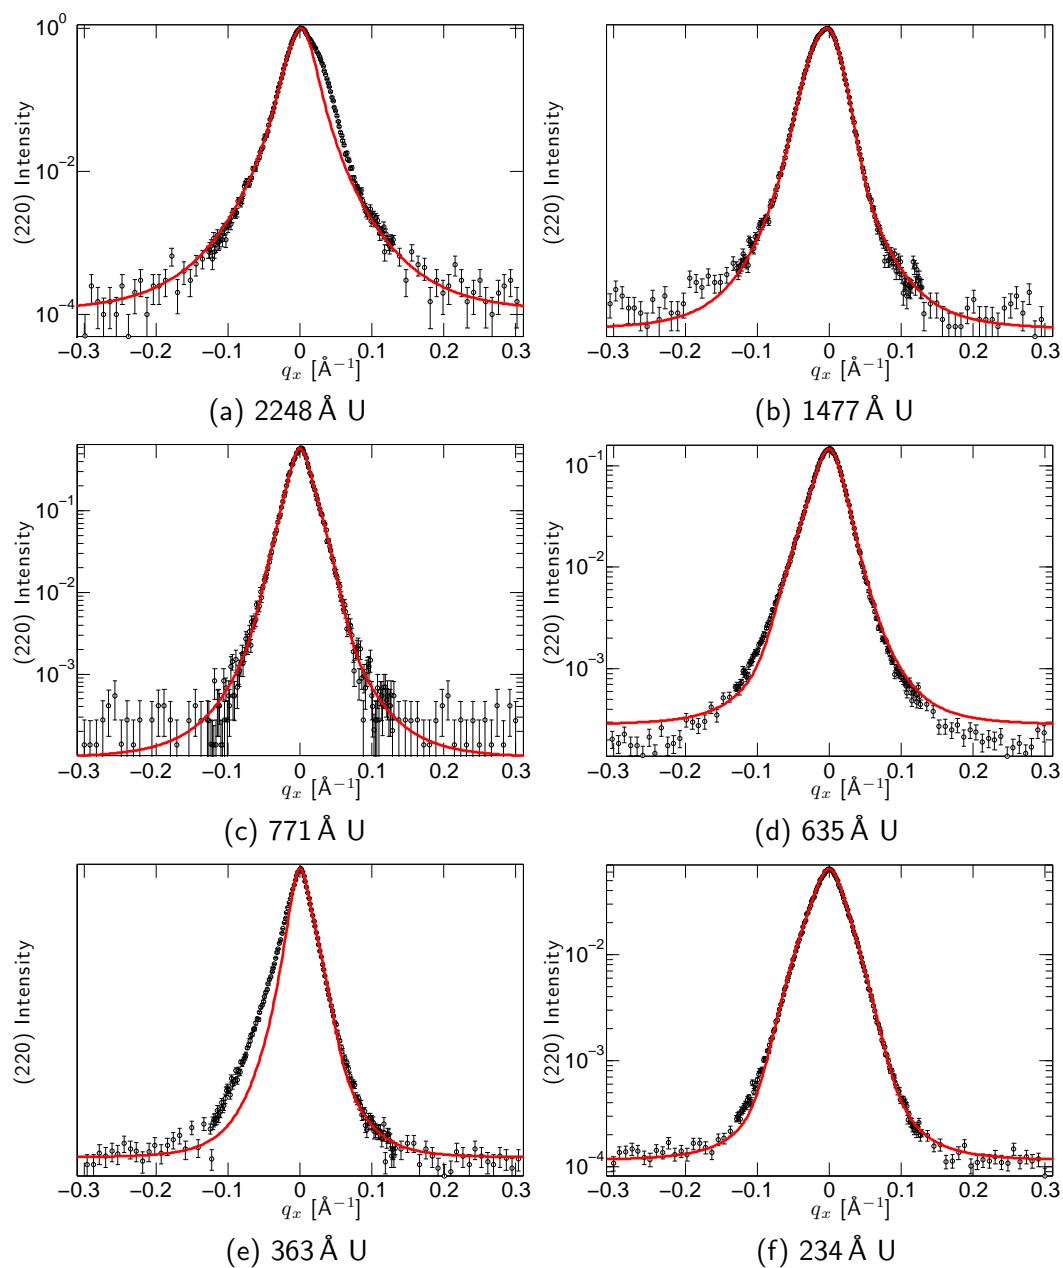 10^0
10^−2
10^−4
(220) Intensity
−0.3 −0.2 −0.1 0 0.1 0.2 0.3
q_x [Å^−1]
(a) 2248 Å U
(220) Intensity
−0.3 −0.2 −0.1 0 0.1 0.2 0.3
q_x [Å^−1]
(b) 1477 Å U
10^−1
10^−2
10^−3
(220) Intensity
−0.3 −0.2 −0.1 0 0.1 0.2 0.3
q_x [Å^−1]
(c) 771 Å U
10^−1
10^−2
10^−3
(220) Intensity
−0.3 −0.2 −0.1 0 0.1 0.2 0.3
q_x [Å^−1]
(d) 635 Å U
(220) Intensity
−0.3 −0.2 −0.1 0 0.1 0.2 0.3
q_x [Å^−1]
(e) 363 Å U
10^−2
10^−3
10^−4
(220) Intensity
−0.3 −0.2 −0.1 0 0.1 0.2 0.3
q_x [Å^−1]
(f) 234 Å U